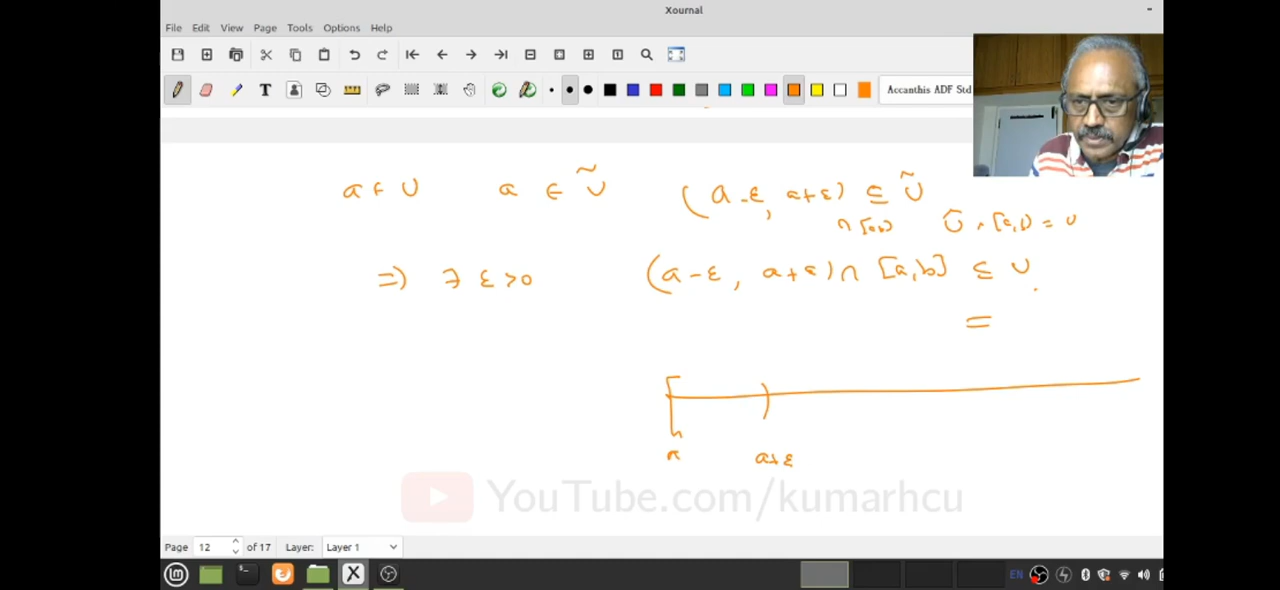 Xournal
File Edit View Page Tools Options Help
Accanthis ADF Std
a ∈ U a ∈ Ũ (a-ε, a+ε) ⊆ Ũ
∩ [a,b] Ũ ∩ [a,b] = U
⇒) ∃ ε>0 (a-ε, a+ε) ∩ [a,b] ⊆ U.
=
a a+ε
YouTube.com/kumarhcu
Page 12 of 17 Layer: Layer 1
EN